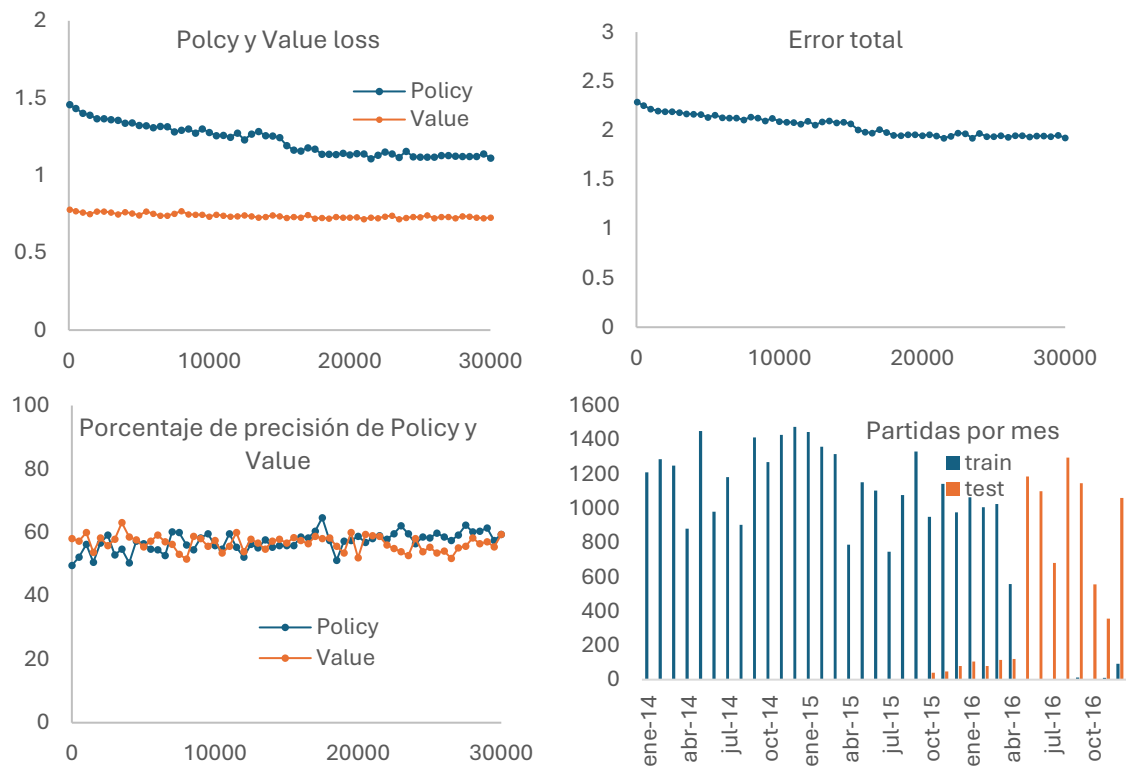 Polcy y Value loss
2
1.5
1
0.5
0
Policy
Value
0 10000 20000 30000
Error total
3
2.5
2
1.5
1
0.5
0
0 10000 20000 30000
Porcentaje de precisión de Policy y
Value
100
80
60
40
20
0
Policy
Value
0 10000 20000 30000
Partidas por mes
train
test
1600
1400
1200
1000
800
600
400
200
0
ene-14
abr-14
jul-14
oct-14
ene-15
abr-15
jul-15
oct-15
ene-16
abr-16
jul-16
oct-16